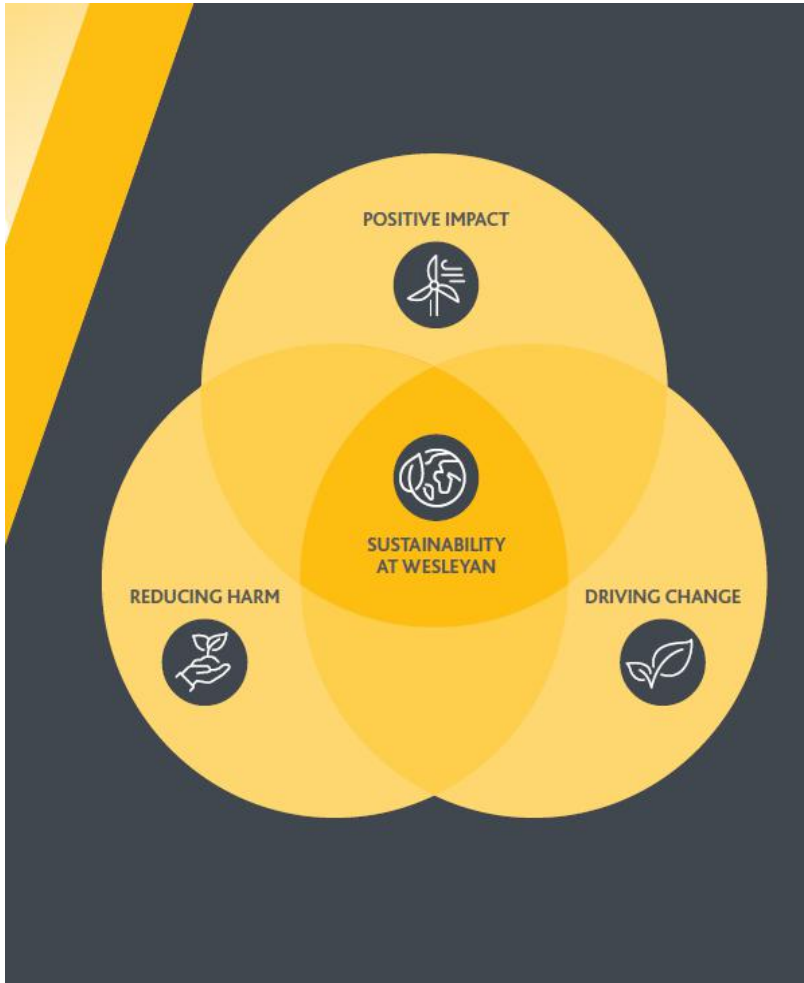 POSITIVE IMPACT
SUSTAINABILITY
AT WESLEYAN
REDUCING HARM
DRIVING CHANGE